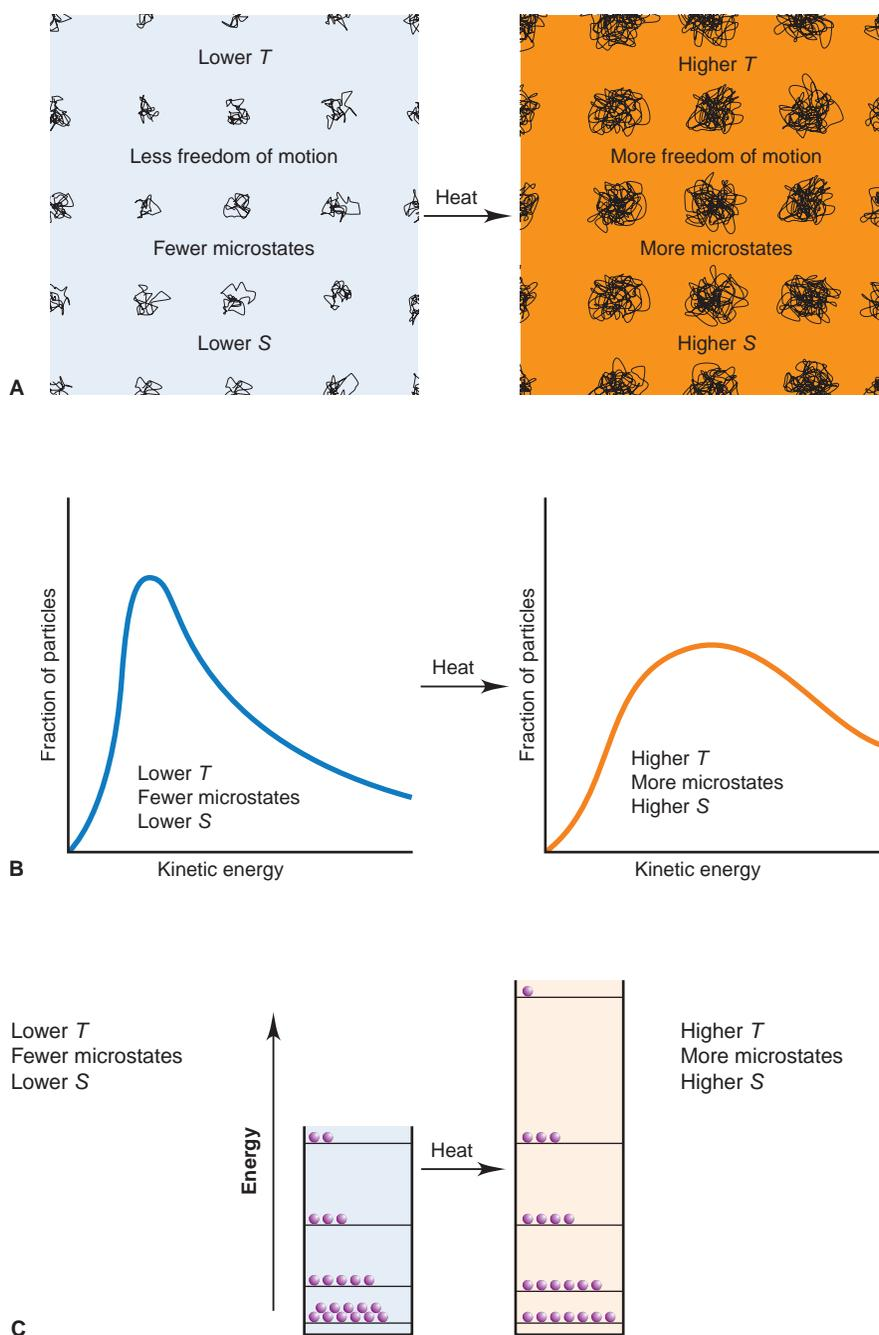 Lower T
Less freedom of motion
Fewer microstates
Lower S
Heat
Higher T
More freedom of motion
More microstates
Higher S
A
Fraction of particles
Lower T
Fewer microstates
Lower S
Kinetic energy
Heat
Fraction of particles
Higher T
More microstates
Higher S
Kinetic energy
B
Lower T
Fewer microstates
Lower S
Energy
Heat
Higher T
More microstates
Higher S
C